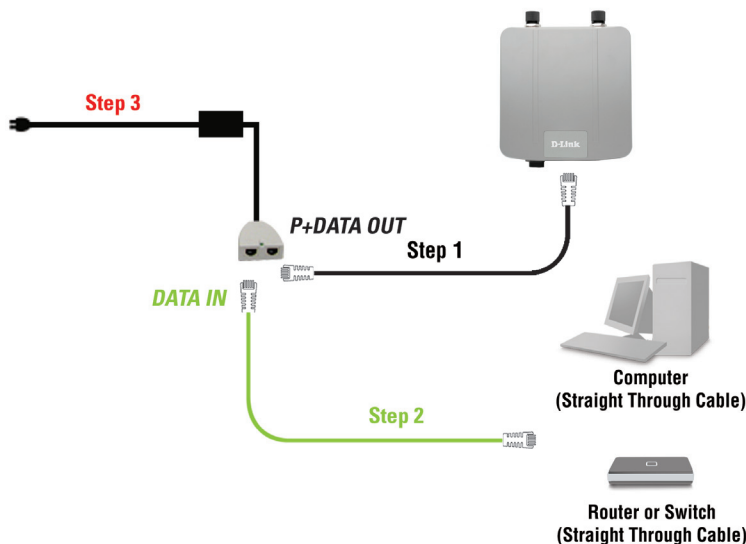 Step 3
D-Link
P+DATA OUT
Step 1
DATA IN
Computer
(Straight Through Cable)
Step 2
Router or Switch
(Straight Through Cable)